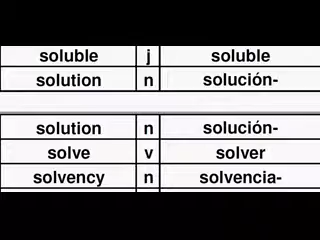 soluble j soluble
solution n solución-
solution n solución-
solve v solver
solvency n solvencia-